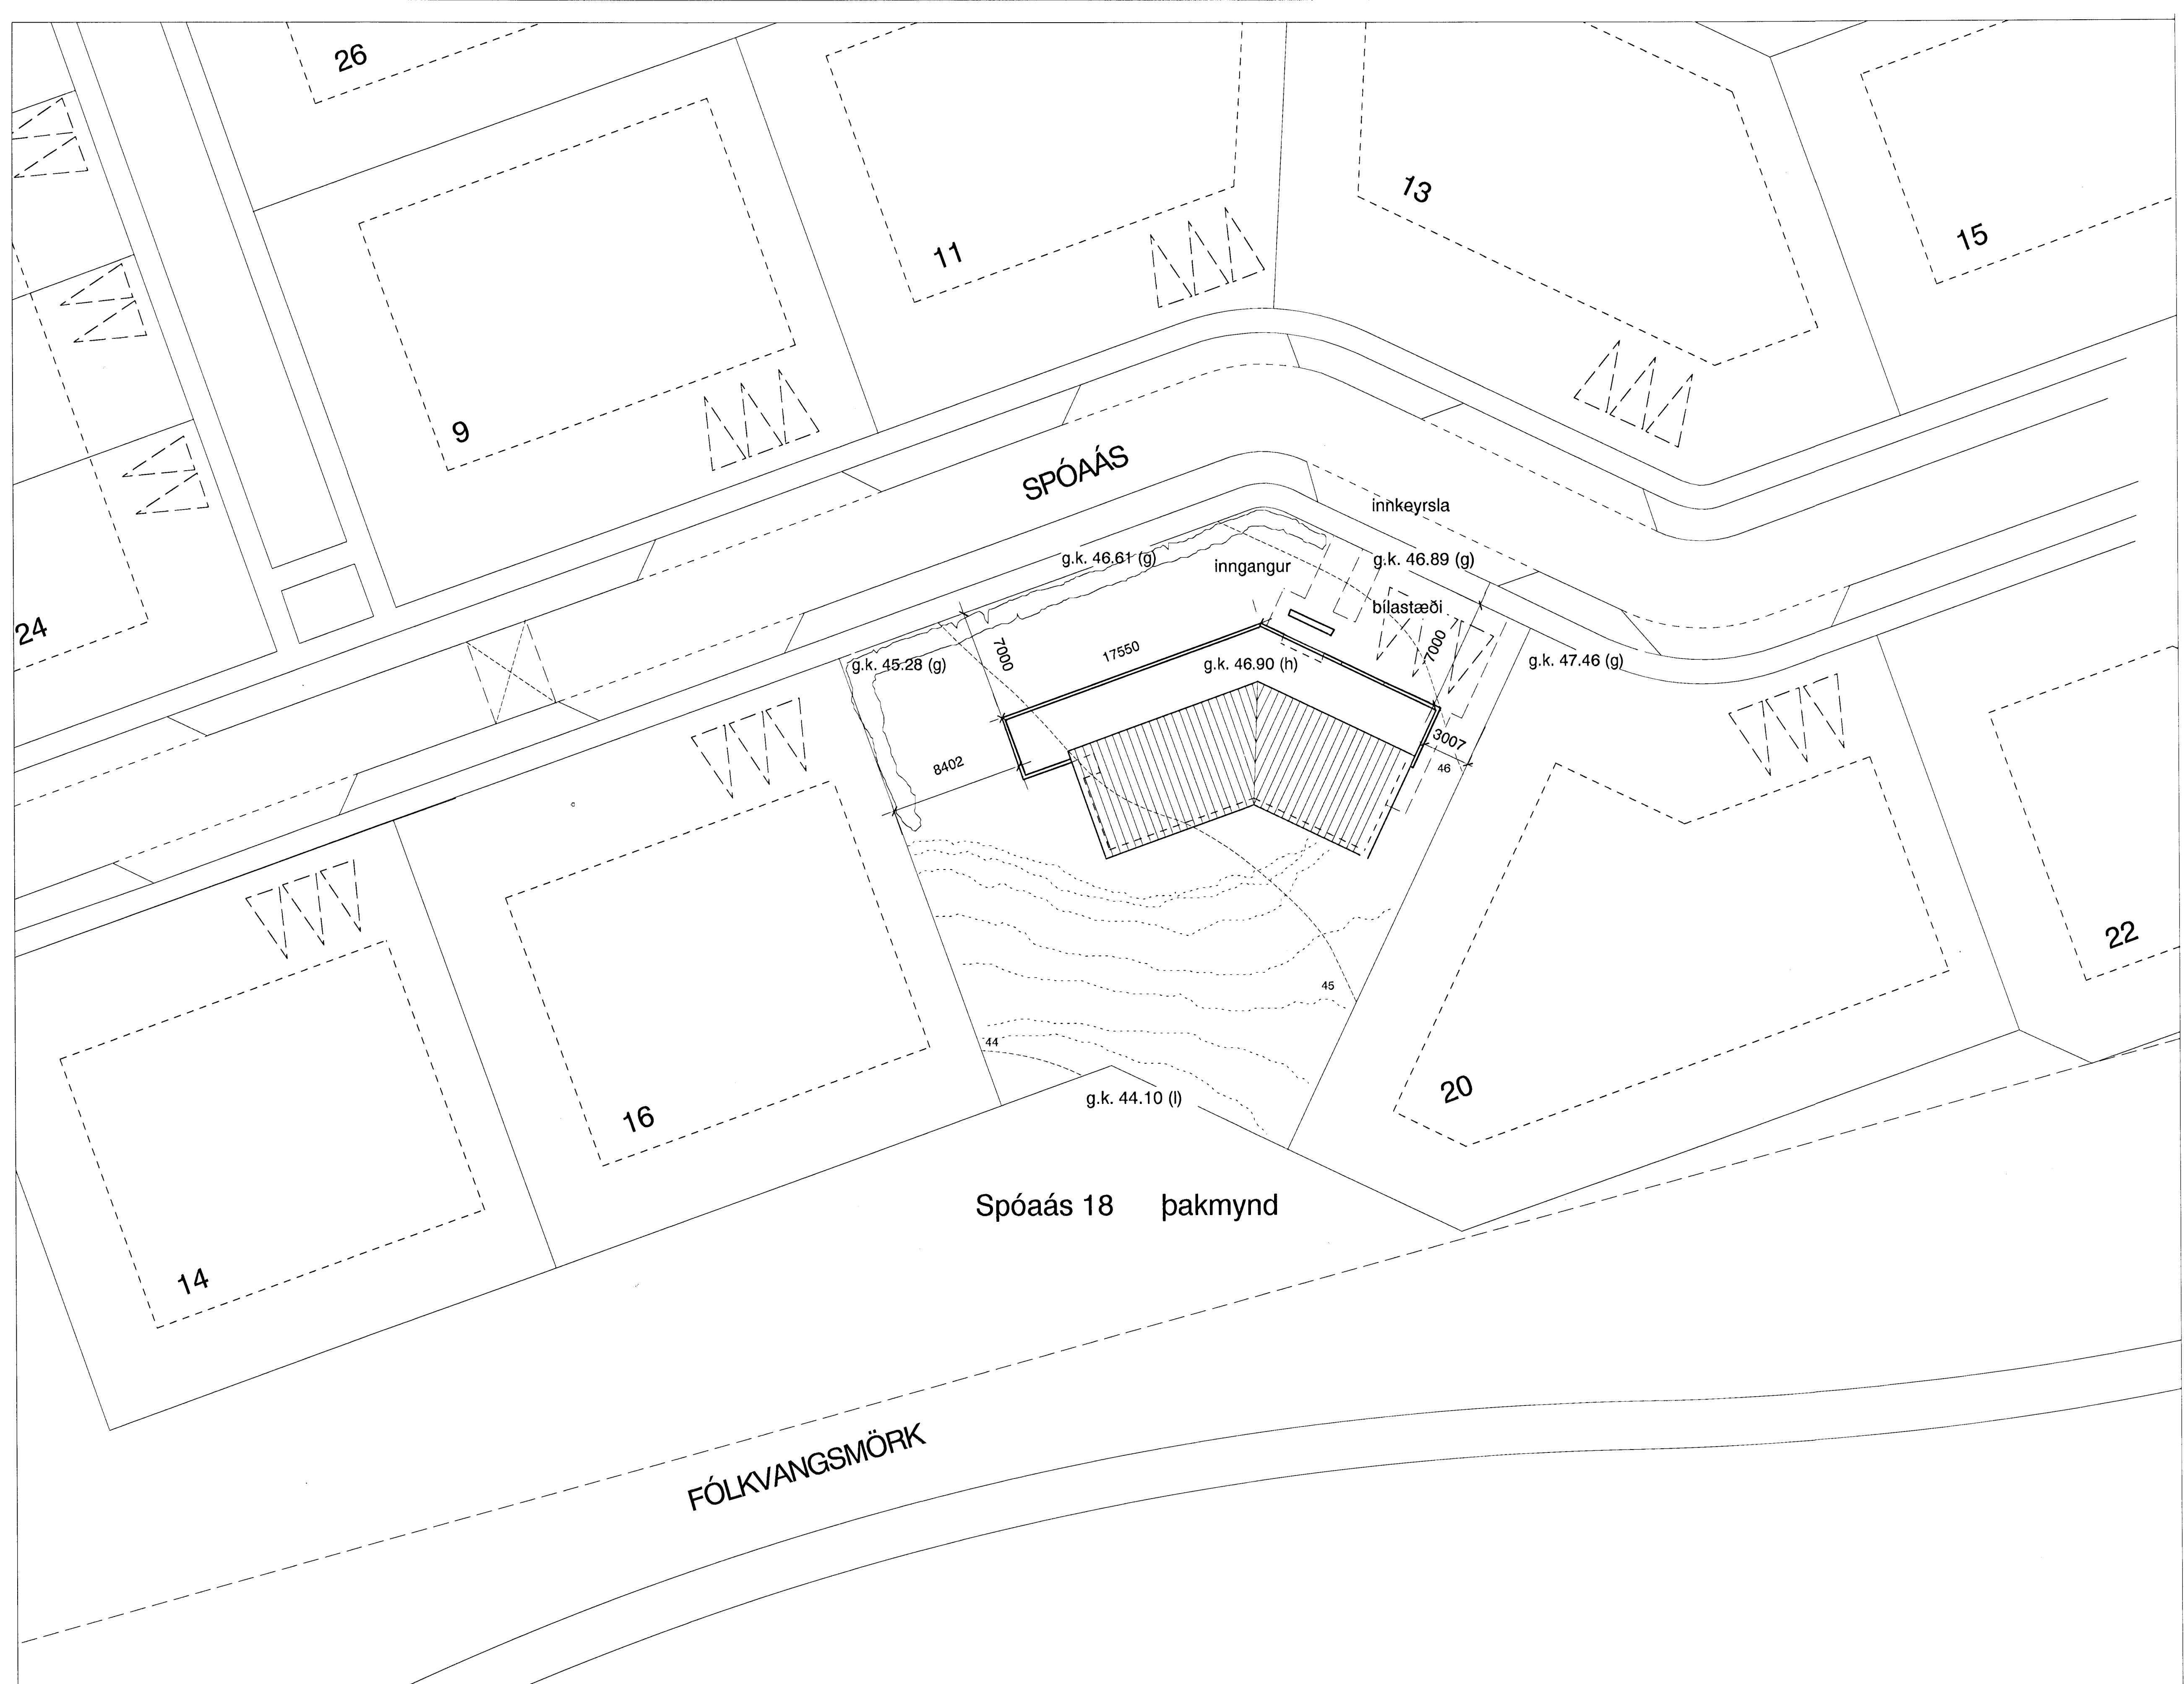 26
13
15
11
9
SPÓAÁS
innkeyrsla
g.k. 46.61 (g)
inngangur
g.k. 46.89 (g)
bílastæði
24
7000
17550
7000
g.k. 45.28 (g)
g.k. 46.90 (h)
g.k. 47.46 (g)
3007
8402
46
22
45
44
20
g.k. 44.10 (l)
16
Spóaás 18 þakmynd
14
FÓLKVANGSMÖRK